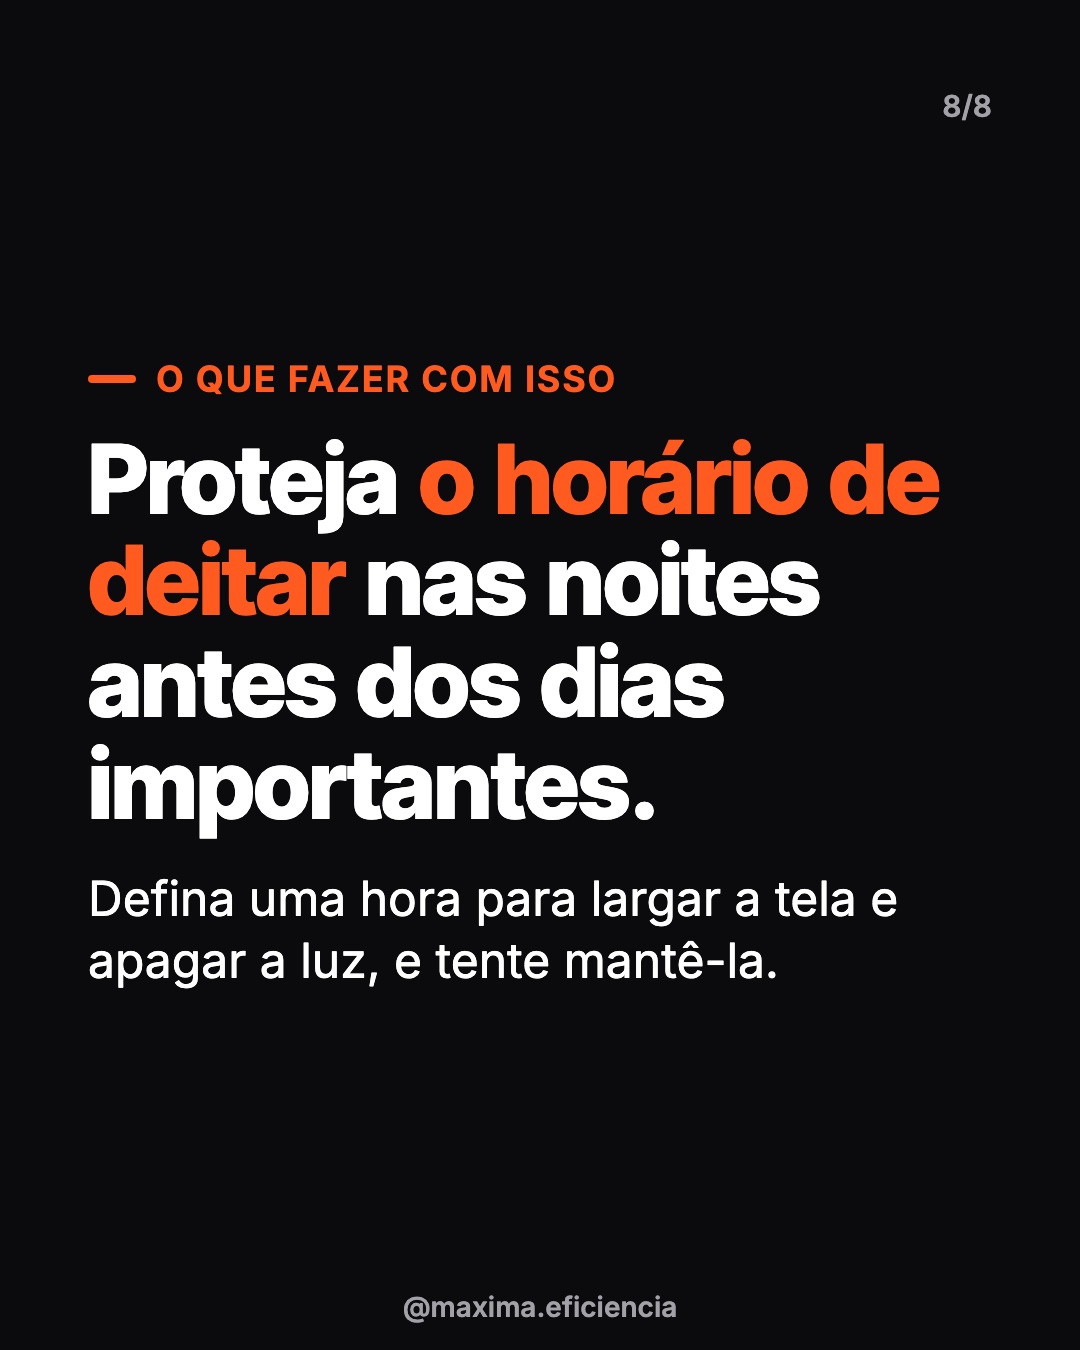 8/8
O QUE FAZER COM ISSO
Proteja o horário de
deitar nas noites
antes dos dias
importantes.
Defina uma hora para largar a tela e
apagar a luz, e tente mantê-la.
@maxima.eficiencia